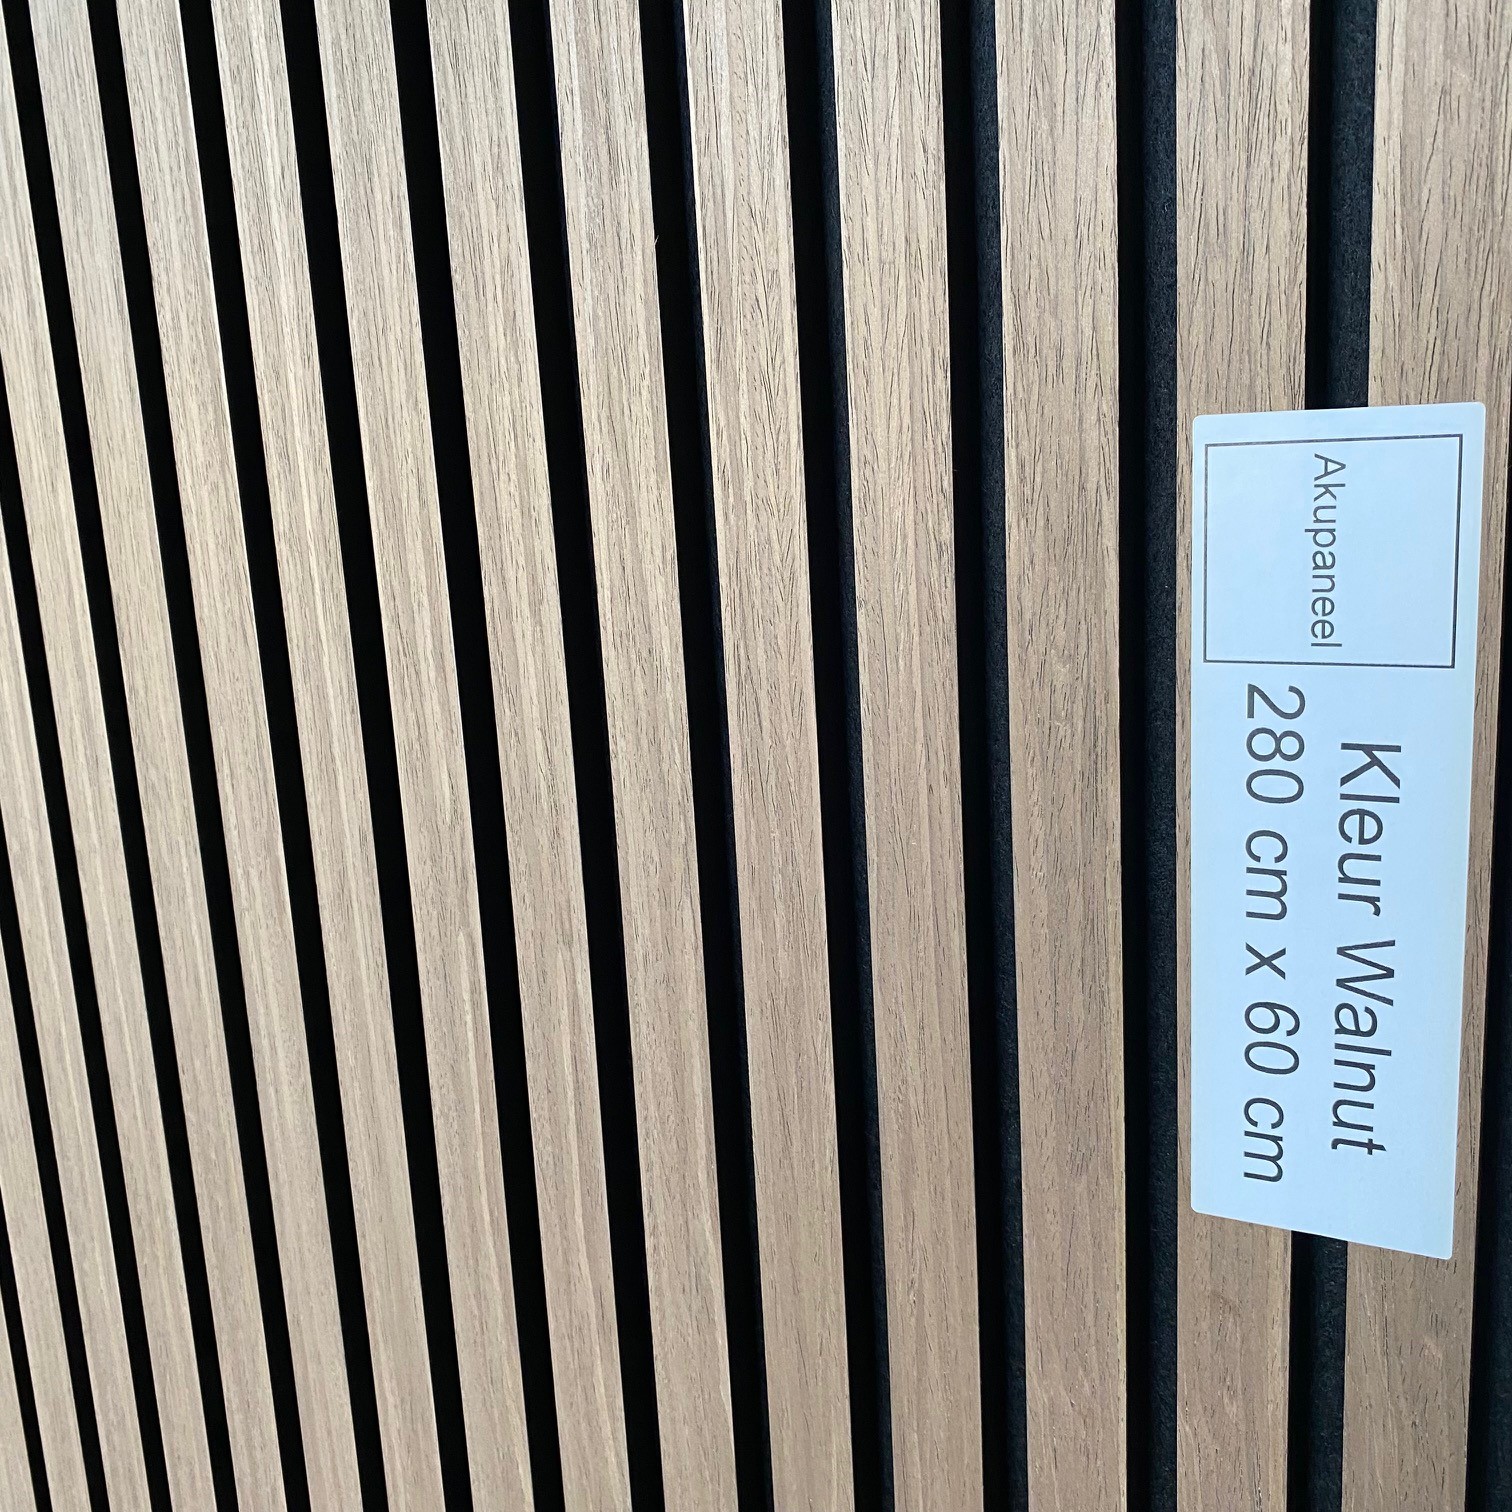 Akupaneel
Kleur Walnut
280 cm x 60 cm